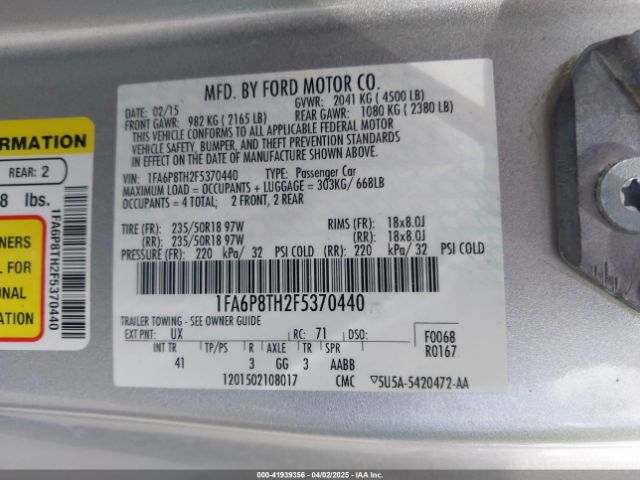 MFD. BY FORD MOTOR CO.
DATE: 02/15 GVWR: 2041 KG ( 4500 LB)
FRONT GAWR: 982 KG ( 2165 LB) REAR GAWR: 1080 KG ( 2380 LB)
THIS VEHICLE CONFORMS TO ALL APPLICABLE FEDERAL MOTOR
VEHICLE SAFETY, BUMPER, AND THEFT PREVENTION STANDARDS
IN EFFECT ON THE DATE OF MANUFACTURE SHOWN ABOVE.
VIN: 1FA6P8TH2F5370440 TYPE: Passenger Car
MAXIMUM LOAD = OCCUPANTS + LUGGAGE = 303KG/ 668LB
OCCUPANTS = 4 TOTAL; 2 FRONT, 2 REAR
TIRE (FR): 235/50R18 97W RIMS (FR): 18x8.0J
(RR): 235/50R18 97W (RR): 18x8.0J
PRESSURE (FR): 220 kPa/ 32 PSI COLD (RR): 220 kPa/ 32 PSI COLD
1FA6P8TH2F5370440
TRAILER TOWING - SEE OWNER GUIDE
EXT PNT: UX RC: 71 DSO: F0068
INT TR TP/PS R AXLE TR SPR R0167
41 3 GG 3 AABB
1201502108017 CMC 5U5A-5420472-AA
ORMATION
REAR: 2
8 lbs.
NERS
L FOR
ONAL
ATION
1FA6P8TH2F5370440
00-41939356 - 04/02/2025 - IAAI.COM